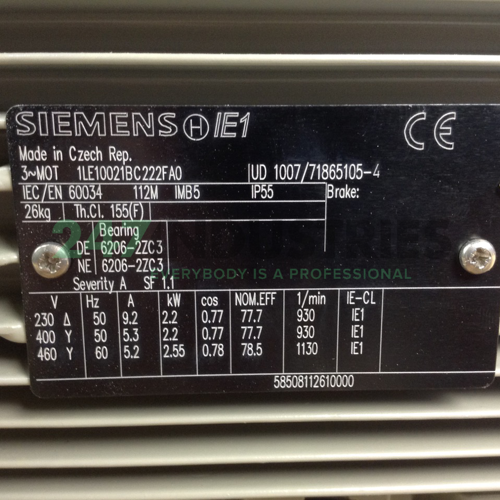 SIEMENS H IE1 CE
Made in Czech Rep.
3~MOT 1LE10021BC222FA0 UD 1007/71865105-4
IEC/EN 60034 112M IMB5 IP55 Brake:
26kg Th.Cl. 155(F)
Bearing
DE 6206-2ZC3
NE 6206-2ZC3
24/7 INDUSTRIES
EVERYBODY IS A PROFESSIONAL
Severity A SF 1.1
V Hz A kW cos NOM.EFF 1/min IE-CL
230 Δ 50 9.2 2.2 0.77 77.7 930 IE1
400 Y 50 5.3 2.2 0.77 77.7 930 IE1
460 Y 60 5.2 2.55 0.78 78.5 1130 IE1
58508112610000